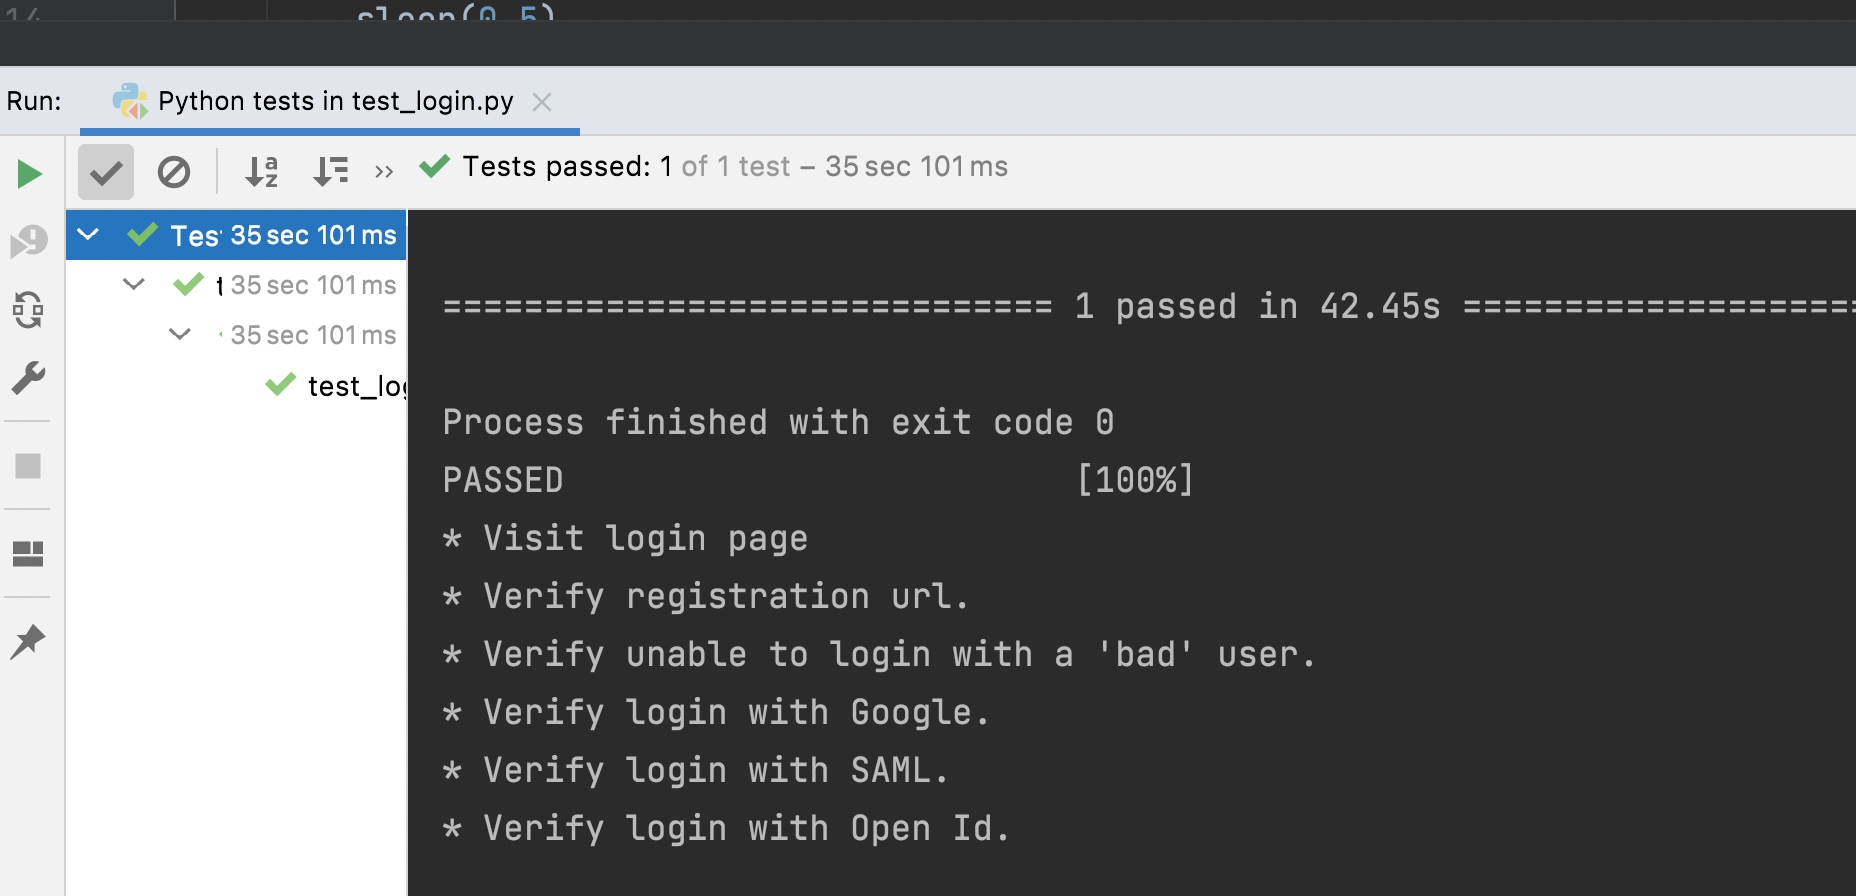 14 sleep(0.5)
Run: Python tests in test_login.py
Tests passed: 1 of 1 test – 35 sec 101 ms
35 sec 101 ms
35 sec 101 ms
35 sec 101 ms
============================== 1 passed in 42.45s ====================
Process finished with exit code 0
PASSED [100%]
* Visit login page
* Verify registration url.
* Verify unable to login with a 'bad' user.
* Verify login with Google.
* Verify login with SAML.
* Verify login with Open Id.